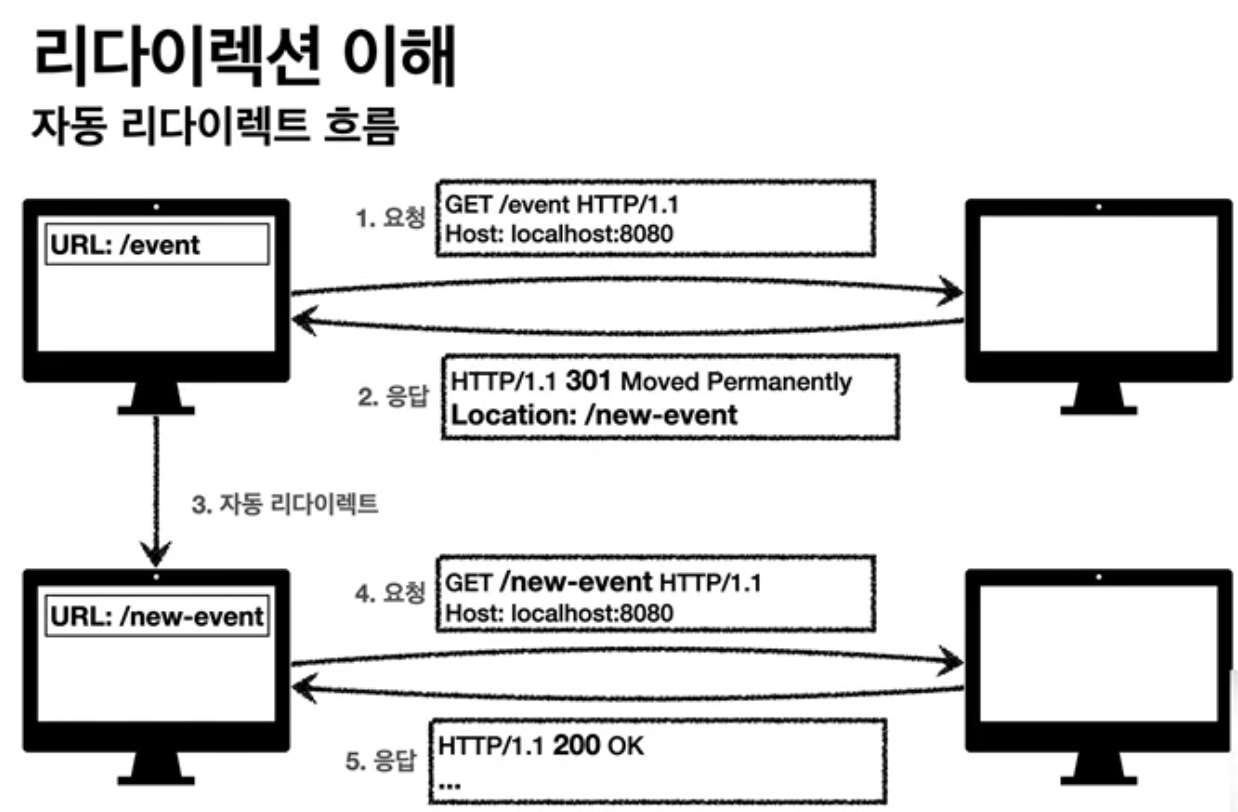 리다이렉션 이해
자동 리다이렉트 흐름
URL: /event
1. 요청
GET /event HTTP/1.1
Host: localhost:8080
2. 응답
HTTP/1.1 301 Moved Permanently
Location: /new-event
3. 자동 리다이렉트
URL: /new-event
4. 요청
GET /new-event HTTP/1.1
Host: localhost:8080
5. 응답
HTTP/1.1 200 OK
...